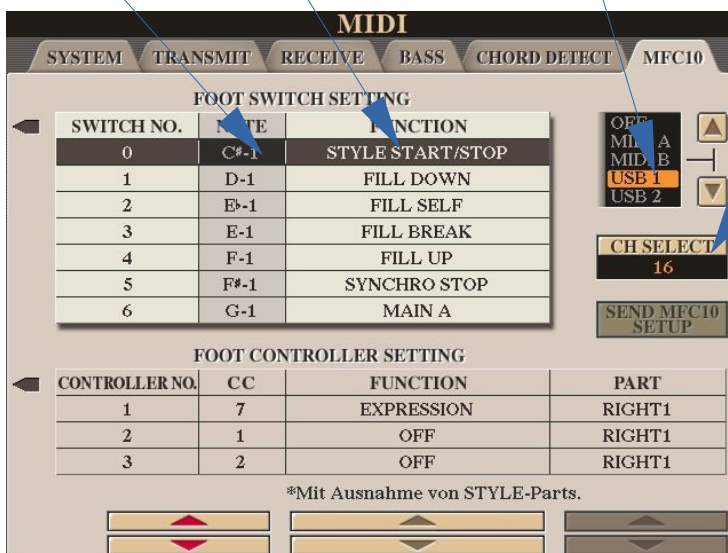 MIDI
SYSTEM TRANSMIT RECEIVE BASS CHORD DETECT MFC10
FOOT SWITCH SETTING
SWITCH NO. NOTE FUNCTION
0 C#-1 STYLE START/STOP
1 D-1 FILL DOWN
2 E♭-1 FILL SELF
3 E-1 FILL BREAK
4 F-1 FILL UP
5 F#-1 SYNCHRO STOP
6 G-1 MAIN A
OFF
MIDI A
MIDI B
USB 1
USB 2
CH SELECT
16
SEND MFC10
SETUP
FOOT CONTROLLER SETTING
CONTROLLER NO. CC FUNCTION PART
1 7 EXPRESSION RIGHT1
2 1 OFF RIGHT1
3 2 OFF RIGHT1
*Mit Ausnahme von STYLE-Parts.